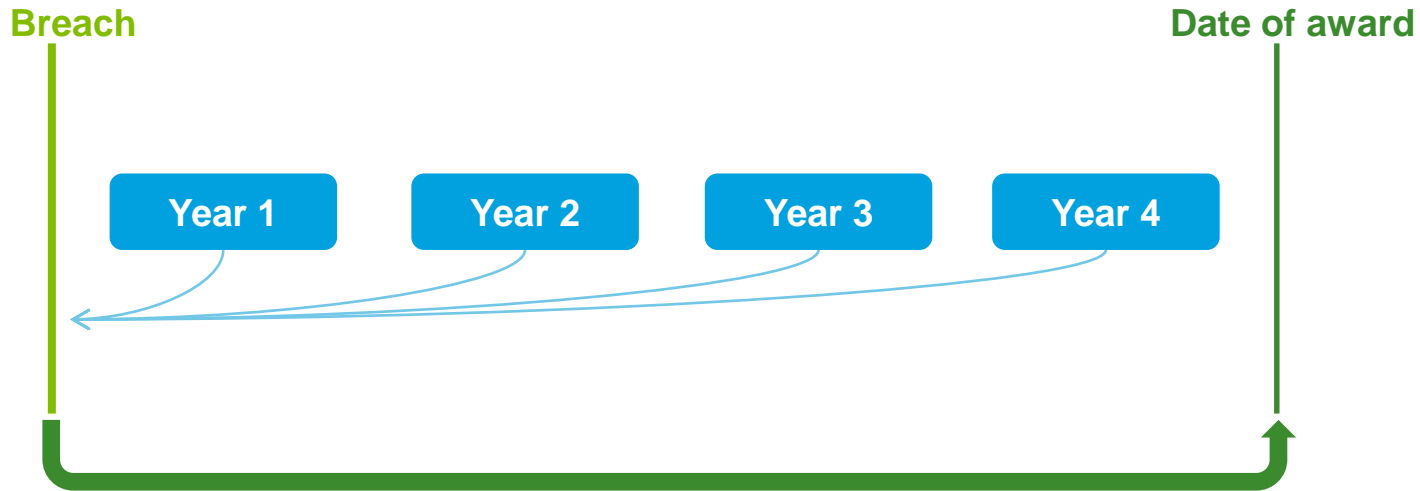 Breach
Date of award
Year 1
Year 2
Year 3
Year 4